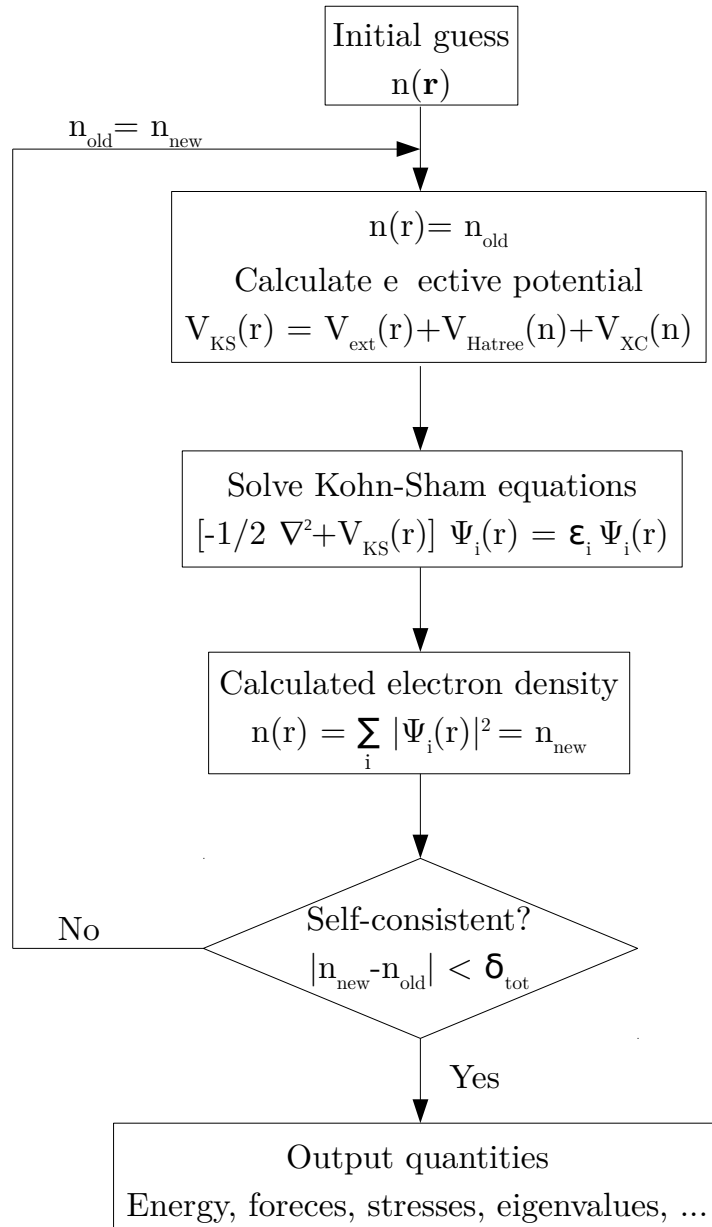 Initial guess
n(r)
n_old = n_new
n(r)= n_old
Calculate e ective potential
V_KS(r) = V_ext(r)+V_Hatree(n)+V_XC(n)
Solve Kohn-Sham equations
[-1/2 ∇²+V_KS(r)] Ψ_i(r) = ε_i Ψ_i(r)
Calculated electron density
n(r) = ∑_i |Ψ_i(r)|² = n_new
Self-consistent?
|n_new-n_old| < δ_tot
No
Yes
Output quantities
Energy, foreces, stresses, eigenvalues, ...